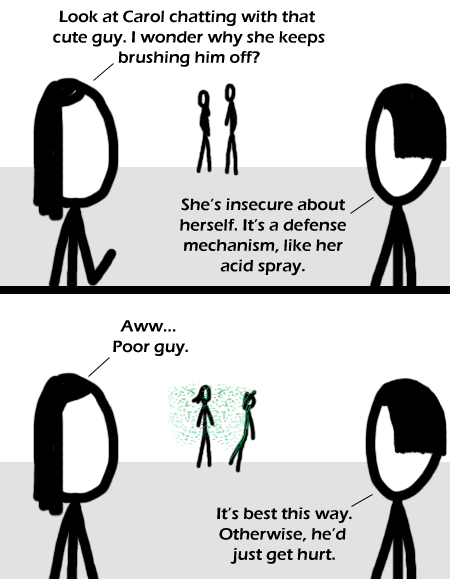 Look at Carol chatting with that
cute guy. I wonder why she keeps
brushing him off?
She's insecure about
herself. It's a defense
mechanism, like her
acid spray.
Aww...
Poor guy.
It's best this way.
Otherwise, he'd
just get hurt.